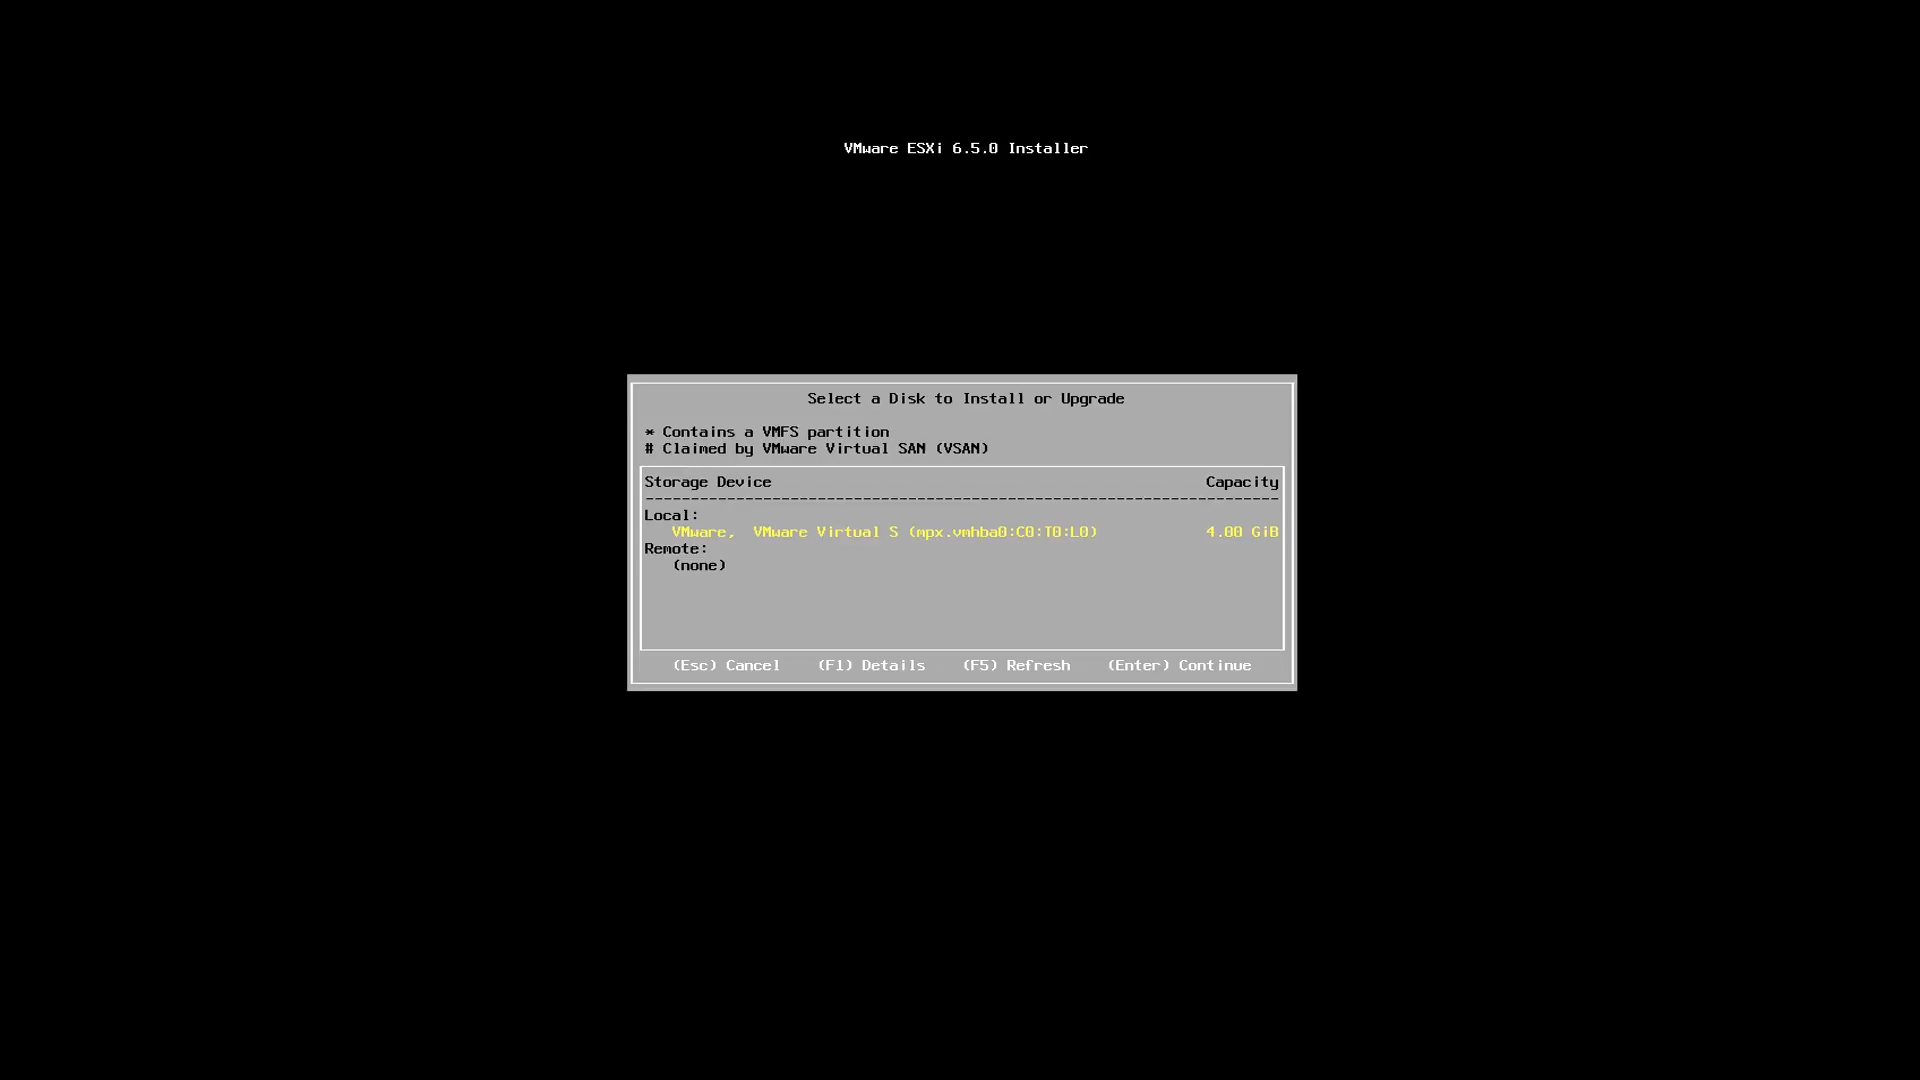 VMware ESXi 6.5.0 Installer
Select a Disk to Install or Upgrade
* Contains a VMFS partition
# Claimed by VMware Virtual SAN (VSAN)
Storage Device Capacity
--------------------------------------------------------------------------------
Local:
VMware,  VMware Virtual S (mpx.vmhba0:C0:T0:L0) 4.00 GiB
Remote:
(none)
(Esc) Cancel (F1) Details (F5) Refresh (Enter) Continue